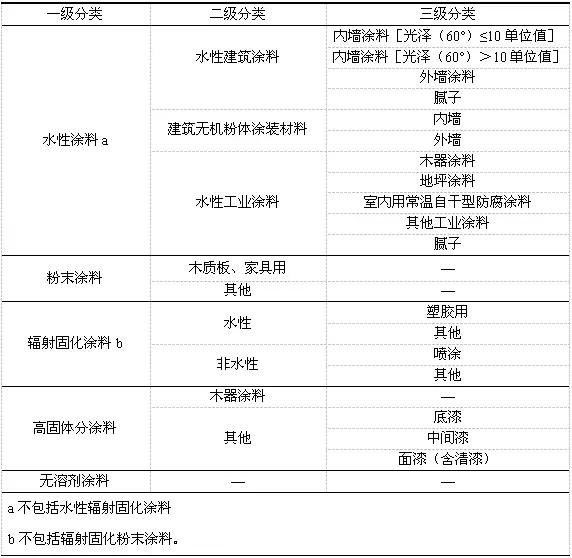 一级分类 二级分类 三级分类
水性涂料a 水性建筑涂料 内墙涂料［光泽（60°）≤10单位值］
内墙涂料［光泽（60°）＞10单位值］
外墙涂料
腻子
建筑无机粉体涂装材料 内墙
外墙
水性工业涂料 木器涂料
地坪涂料
室内用常温自干型防腐涂料
其他工业涂料
腻子
粉末涂料 木质板、家具用 —
其他 —
辐射固化涂料b 水性 塑胶用
其他
非水性 喷涂
其他
高固体分涂料 木器涂料 —
其他 底漆
中间漆
面漆（含清漆）
无溶剂涂料 — —
a不包括水性辐射固化涂料
b不包括辐射固化粉末涂料。